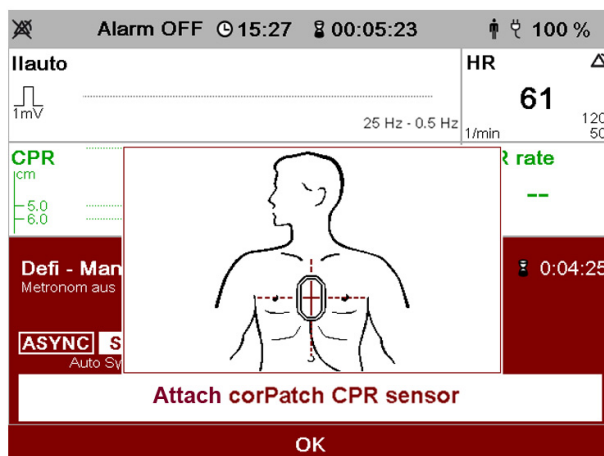 Alarm OFF 15:27 00:05:23 100 %
IIauto
HR
1mV
61
25 Hz - 0.5 Hz
1/min
120
50
CPR
rate
cm
5.0
6.0
--
Defi - Man
0:04:25
Metronom aus
ASYNC S
Auto Sy
Attach corPatch CPR sensor
OK